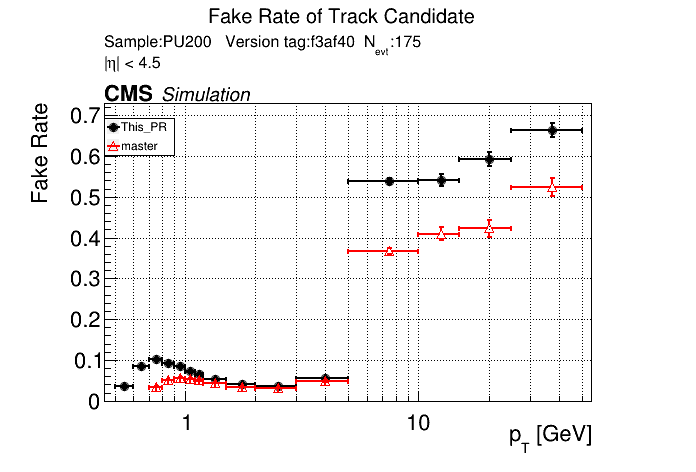 Fake Rate of Track Candidate
Sample:PU200 Version tag:f3af40 N_evt:175
|η| < 4.5
CMS Simulation
Fake Rate
This_PR
master
0.7
0.6
0.5
0.4
0.3
0.2
0.1
0
1
10
p_T [GeV]